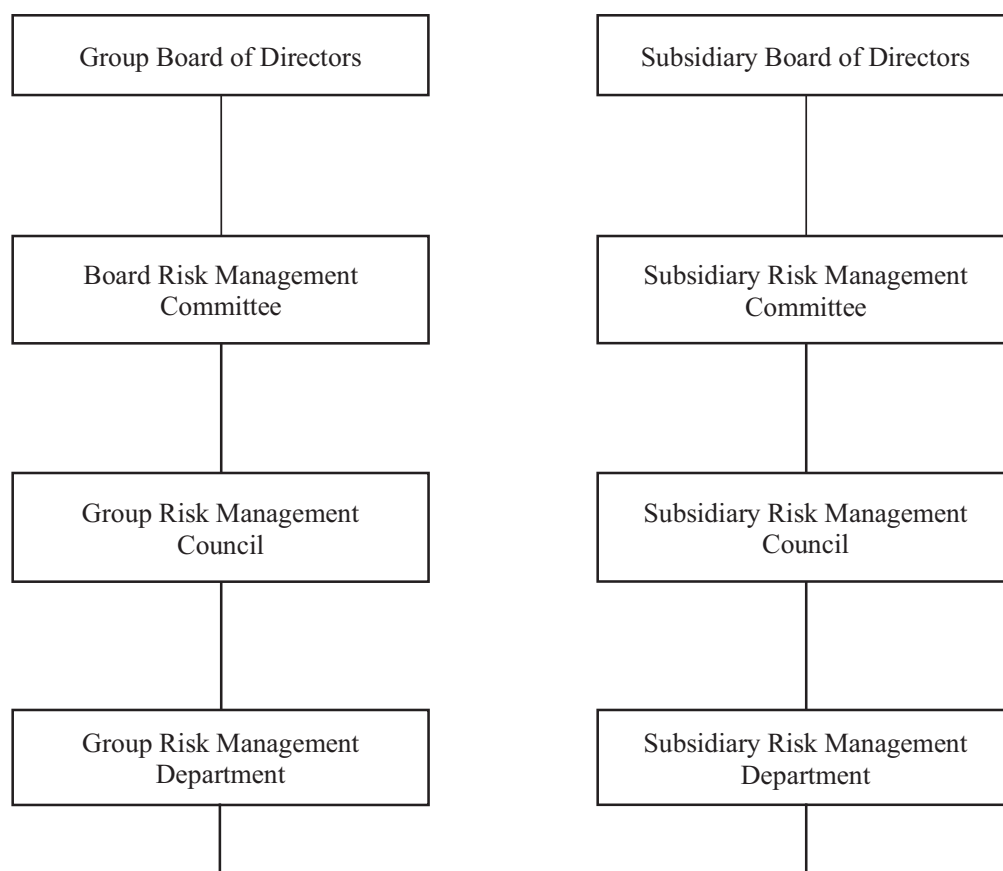 Group Board of Directors
Subsidiary Board of Directors
Board Risk Management
Committee
Subsidiary Risk Management
Committee
Group Risk Management
Council
Subsidiary Risk Management
Council
Group Risk Management
Department
Subsidiary Risk Management
Department